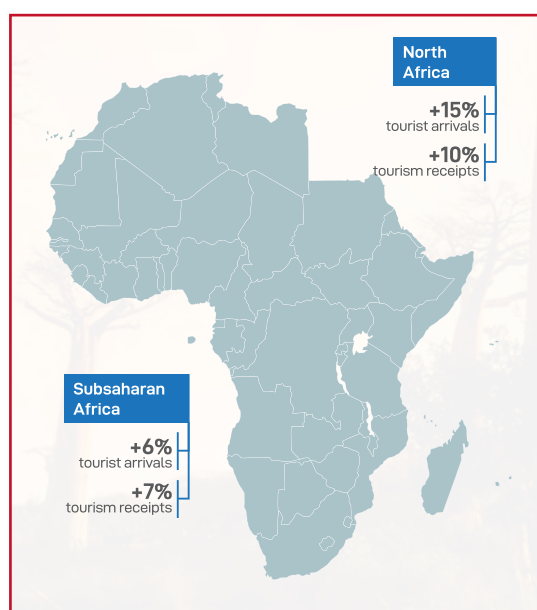 North
Africa
+15%
tourist arrivals
+10%
tourism receipts
Subsaharan
Africa
+6%
tourist arrivals
+7%
tourism receipts